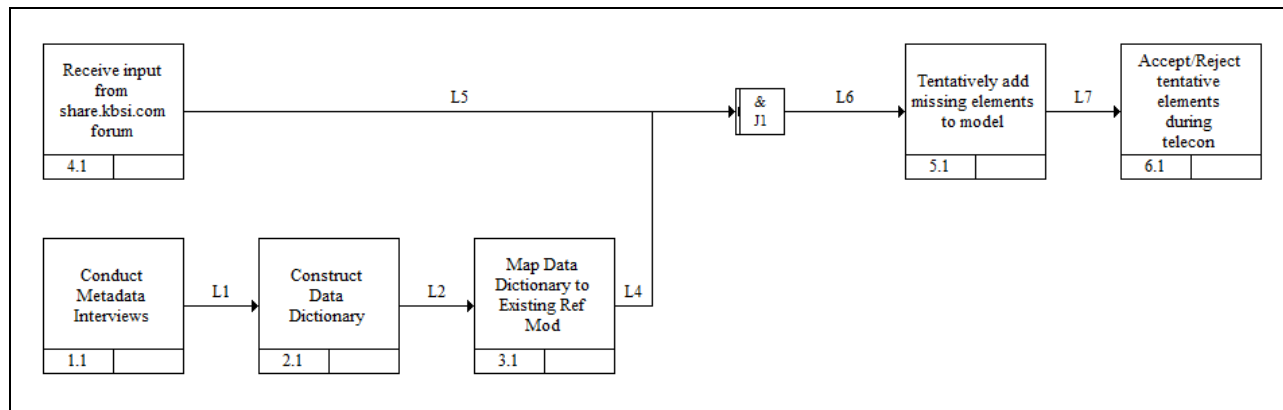 Receive input
from
share.kbsi.com
forum
4.1
L5
&
J1
L6
Tentatively add
missing elements
to model
5.1
L7
Accept/Reject
tentative
elements
during
telecon
6.1
Conduct
Metadata
Interviews
1.1
L1
Construct
Data
Dictionary
2.1
L2
Map Data
Dictionary to
Existing Ref
Mod
3.1
L4